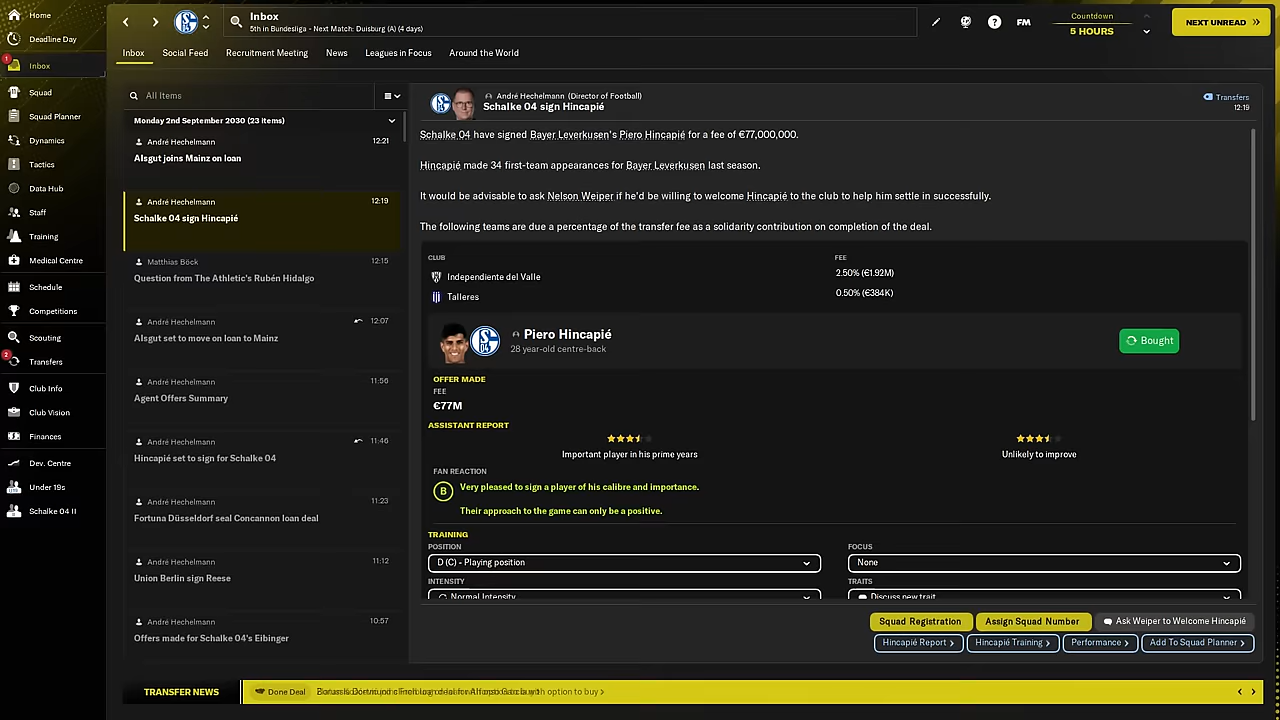 Home
Deadline Day
1
Inbox
Squad
Squad Planner
Dynamics
Tactics
Data Hub
Staff
Training
Medical Centre
Schedule
Competitions
Scouting
2
Transfers
Club Info
Club Vision
Finances
Dev. Centre
Under 19s
Schalke 04 II
Inbox
5th in Bundesliga - Next Match: Duisburg (A) (4 days)
?
FM
Countdown
5 HOURS
NEXT UNREAD
Inbox
Social Feed
Recruitment Meeting
News
Leagues in Focus
Around the World
All Items
Monday 2nd September 2030 (23 items)
André Hechelmann 12:21
Alsgut joins Mainz on loan
André Hechelmann 12:19
Schalke 04 sign Hincapié
Matthias Böck 12:15
Question from The Athletic's Rubén Hidalgo
André Hechelmann 12:07
Alsgut set to move on loan to Mainz
André Hechelmann 11:56
Agent Offers Summary
André Hechelmann 11:46
Hincapié set to sign for Schalke 04
André Hechelmann 11:23
Fortuna Düsseldorf seal Concannon loan deal
André Hechelmann 11:12
Union Berlin sign Reese
André Hechelmann 10:57
Offers made for Schalke 04's Eibinger
André Hechelmann (Director of Football)
Schalke 04 sign Hincapié
Transfers
12:19
Schalke 04 have signed Bayer Leverkusen's Piero Hincapié for a fee of €77,000,000.
Hincapié made 34 first-team appearances for Bayer Leverkusen last season.
It would be advisable to ask Nelson Weiper if he'd be willing to welcome Hincapié to the club to help him settle in successfully.
The following teams are due a percentage of the transfer fee as a solidarity contribution on completion of the deal.
CLUB FEE
Independiente del Valle 2.50% (€1.92M)
Talleres 0.50% (€384K)
Piero Hincapié
28 year-old centre-back
Bought
OFFER MADE
FEE
€77M
ASSISTANT REPORT
Important player in his prime years Unlikely to improve
FAN REACTION
B
Very pleased to sign a player of his calibre and importance.
Their approach to the game can only be a positive.
TRAINING
POSITION FOCUS
D (C) - Playing position None
INTENSITY TRAITS
Normal Intensity Discuss new trait
Squad Registration Assign Squad Number Ask Weiper to Welcome Hincapié
Hincapié Report Hincapié Training Performance Add To Squad Planner
TRANSFER NEWS
Done Deal
with option to buy